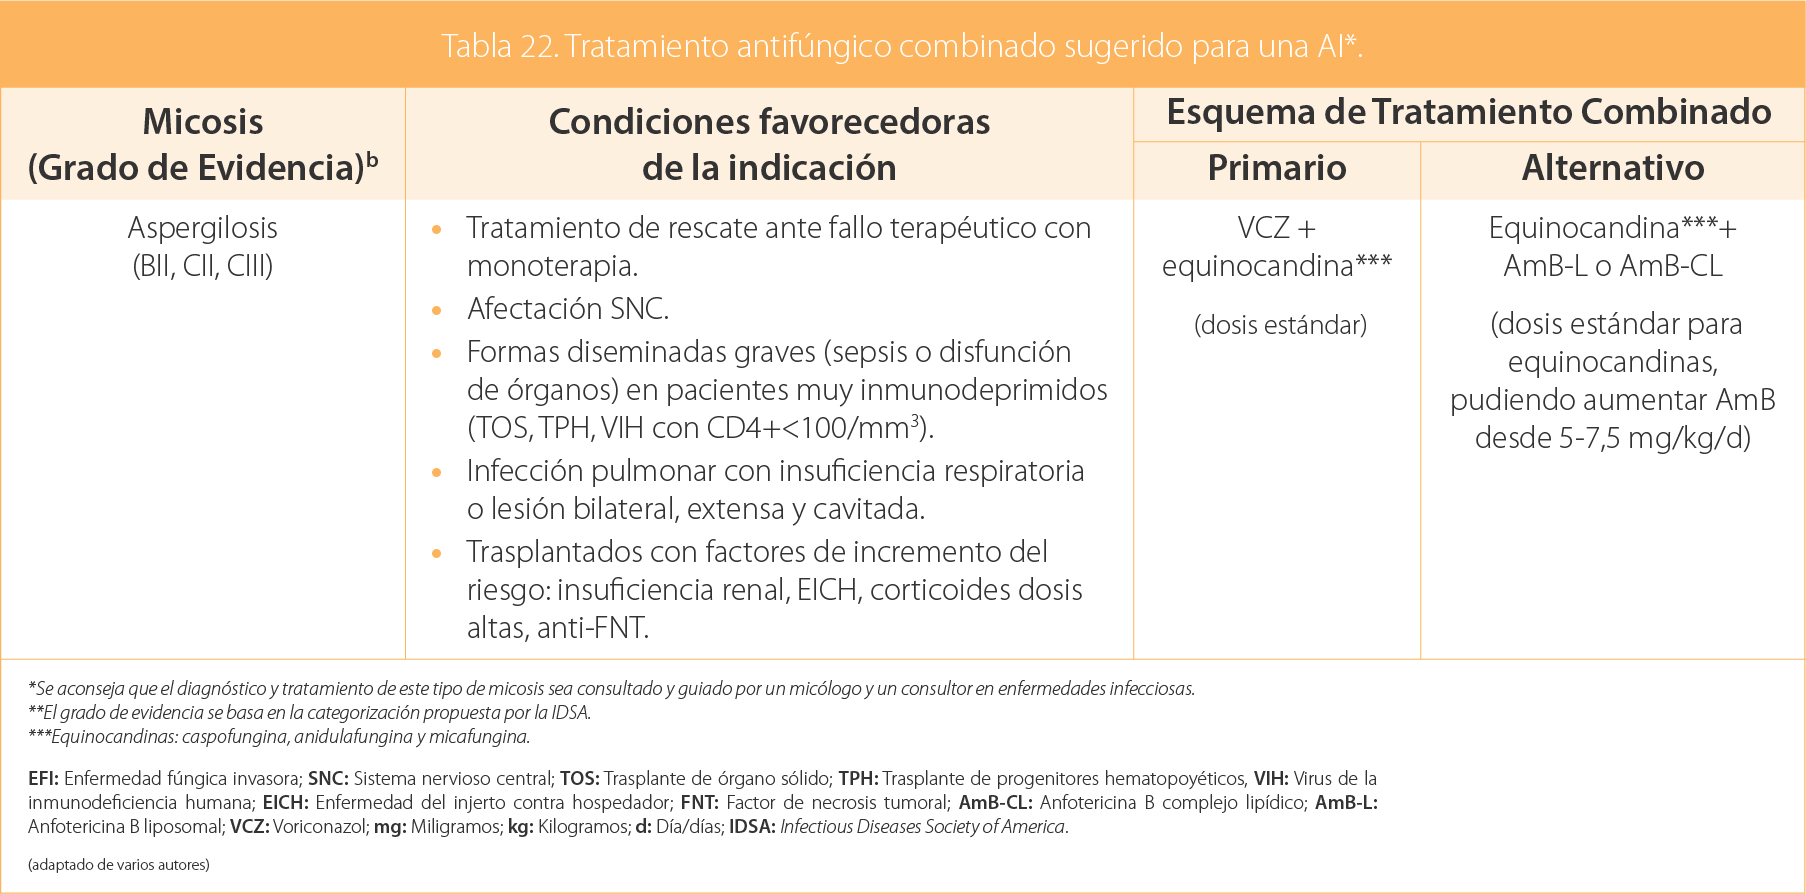 Tabla 22. Tratamiento antifúngico combinado sugerido para una AI*.
Micosis
(Grado de Evidencia)ᵇ
Condiciones favorecedoras
de la indicación
Esquema de Tratamiento Combinado
Primario
Alternativo
Aspergilosis
(BII, CII, CIII)
• Tratamiento de rescate ante fallo terapéutico con
monoterapia.
• Afectación SNC.
• Formas diseminadas graves (sepsis o disfunción
de órganos) en pacientes muy inmunodeprimidos
(TOS, TPH, VIH con CD4+<100/mm³).
• Infección pulmonar con insuficiencia respiratoria
o lesión bilateral, extensa y cavitada.
• Trasplantados con factores de incremento del
riesgo: insuficiencia renal, EICH, corticoides dosis
altas, anti-FNT.
VCZ +
equinocandina***
(dosis estándar)
Equinocandina***+
AmB-L o AmB-CL
(dosis estándar para
equinocandinas,
pudiendo aumentar AmB
desde 5-7,5 mg/kg/d)
*Se aconseja que el diagnóstico y tratamiento de este tipo de micosis sea consultado y guiado por un micólogo y un consultor en enfermedades infecciosas.
**El grado de evidencia se basa en la categorización propuesta por la IDSA.
***Equinocandinas: caspofungina, anidulafungina y micafungina.
EFI: Enfermedad fúngica invasora; SNC: Sistema nervioso central; TOS: Trasplante de órgano sólido; TPH: Trasplante de progenitores hematopoyéticos, VIH: Virus de la
inmunodeficiencia humana; EICH: Enfermedad del injerto contra hospedador; FNT: Factor de necrosis tumoral; AmB-CL: Anfotericina B complejo lipídico; AmB-L:
Anfotericina B liposomal; VCZ: Voriconazol; mg: Miligramos; kg: Kilogramos; d: Día/días; IDSA: Infectious Diseases Society of America.
(adaptado de varios autores)